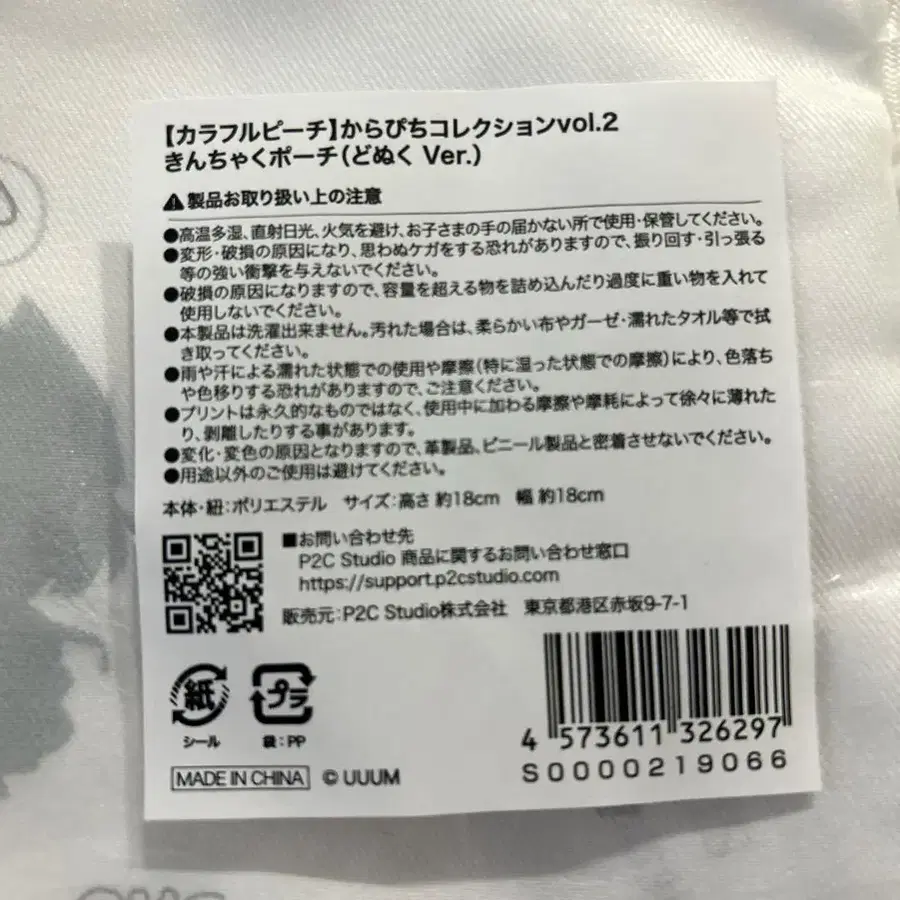 【カラフルピーチ】からぴちコレクションvol.2
きんちゃくポーチ(どぬく Ver.)
製品お取り扱い上の注意
●高温多湿、直射日光、火気を避け、お子さまの手の届かない所で使用・保管してください。
●変形・破損の原因になり、思わぬケガをする恐れがありますので、振り回す・引っ張る
等の強い衝撃を与えないでください。
●破損の原因になりますので、容量を超える物を詰め込んだり過度に重い物を入れて
使用しないでください。
●本製品は洗濯出来ません。汚れた場合は、柔らかい布やガーゼ・濡れたタオル等で拭
き取ってください。
●雨や汗による濡れた状態での使用や摩擦(特に湿った状態での摩擦)により、色落ち
や色移りする恐れがありますので、ご注意ください。
●プリントは永久的なものではなく、使用中に加わる摩擦や摩耗によって徐々に薄れた
り、剥離したりする事があります。
●変化・変色の原因となりますので、革製品、ビニール製品と密着させないでください。
●用途以外のご使用は避けてください。
本体・紐:ポリエステル サイズ:高さ 約18cm 幅 約18cm
■お問い合わせ先
P2C Studio 商品に関するお問い合わせ窓口
https://support.p2cstudio.com
販売元:P2C Studio株式会社 東京都港区赤坂9-7-1
紙
シール
プラ
袋:PP
4 573611 326297
S0000219066
MADE IN CHINA © UUUM